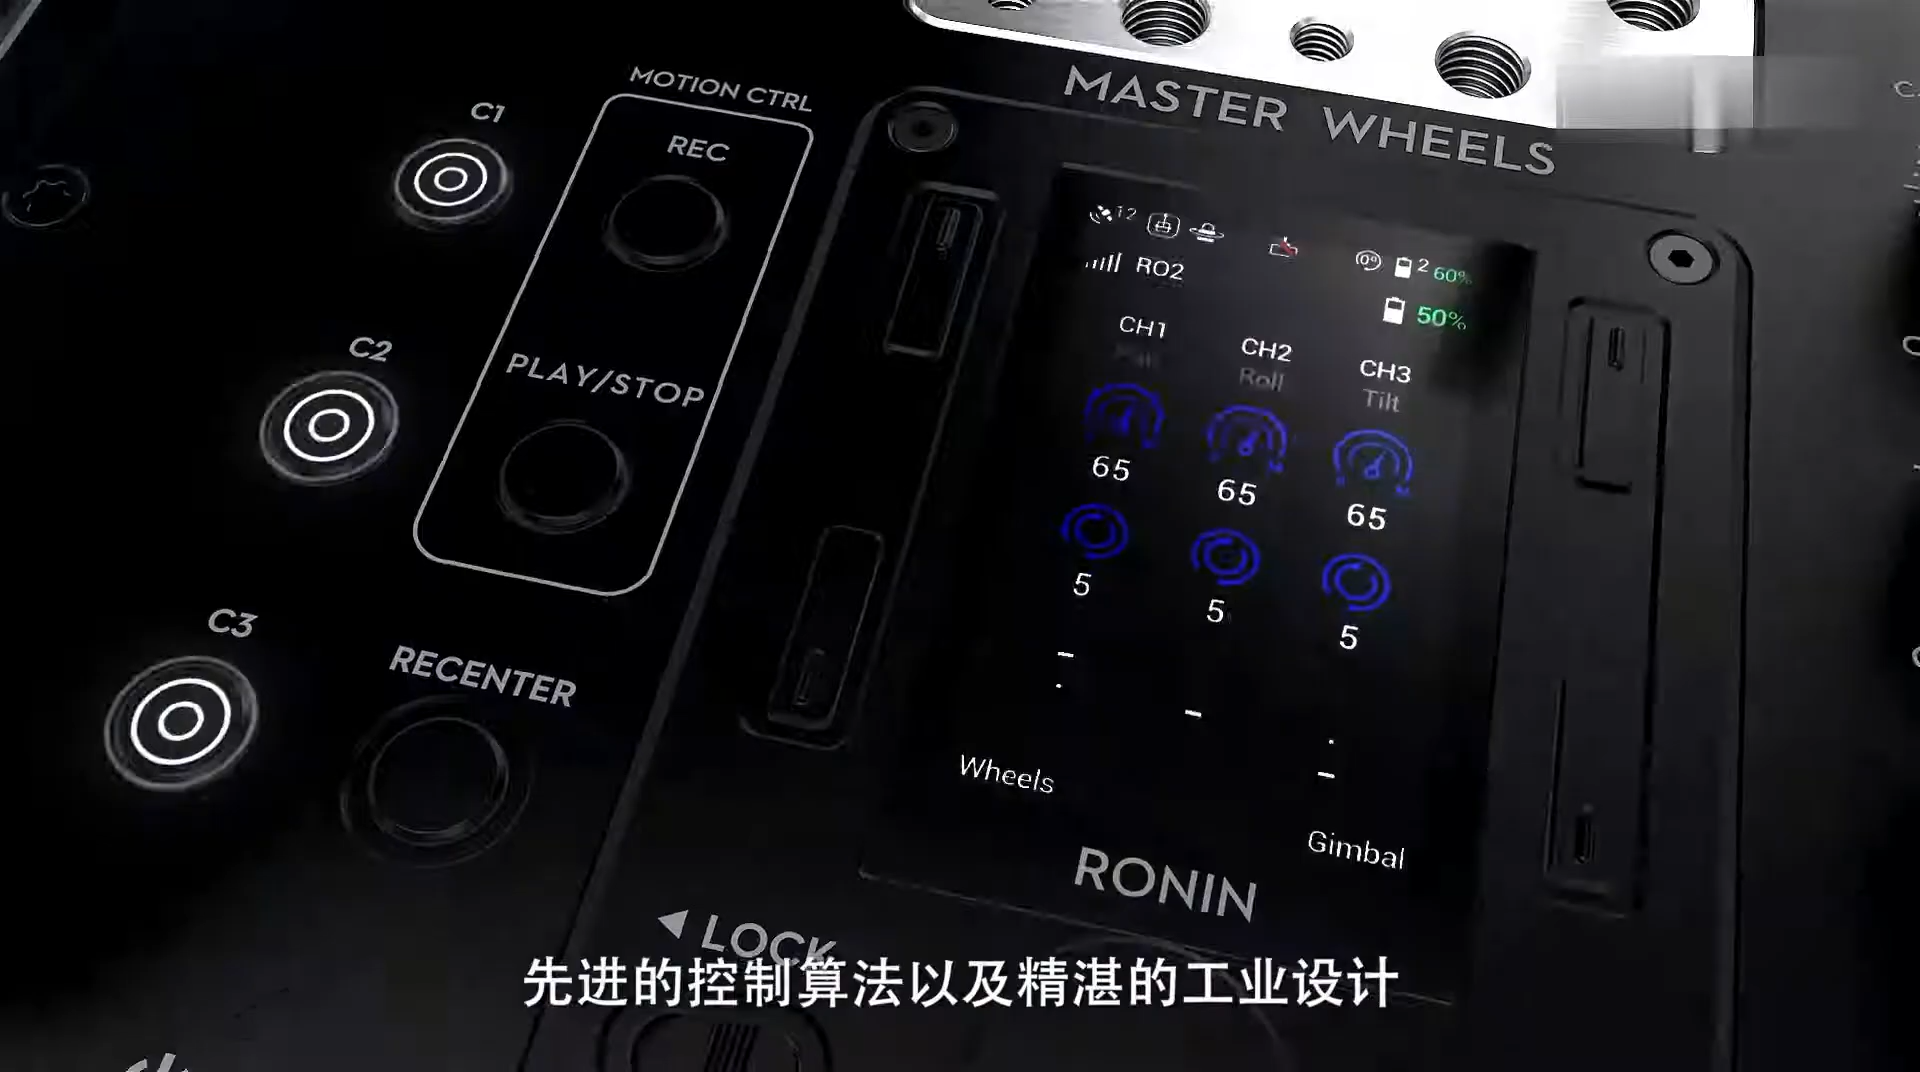 MASTER WHEELS
MOTION CTRL
C1
REC
C2
PLAY/STOP
C3
RECENTER
12
2 60%
RO2
50%
CH1
CH2
CH3
Roll
Tilt
65
65
65
5
5
5
Wheels
Gimbal
RONIN
LOCK
先进的控制算法以及精湛的工业设计